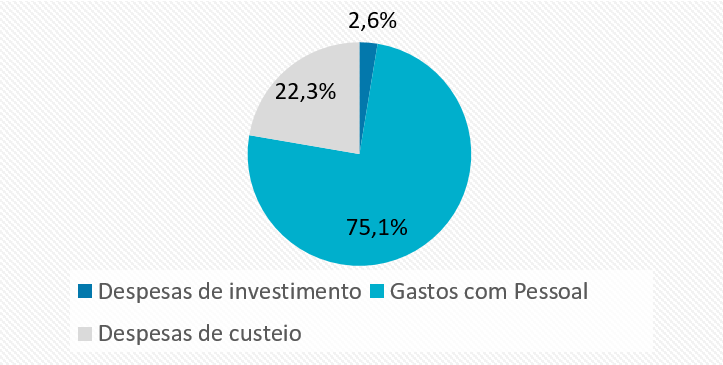 2,6%
22,3%
75,1%
Despesas de investimento Gastos com Pessoal
Despesas de custeio